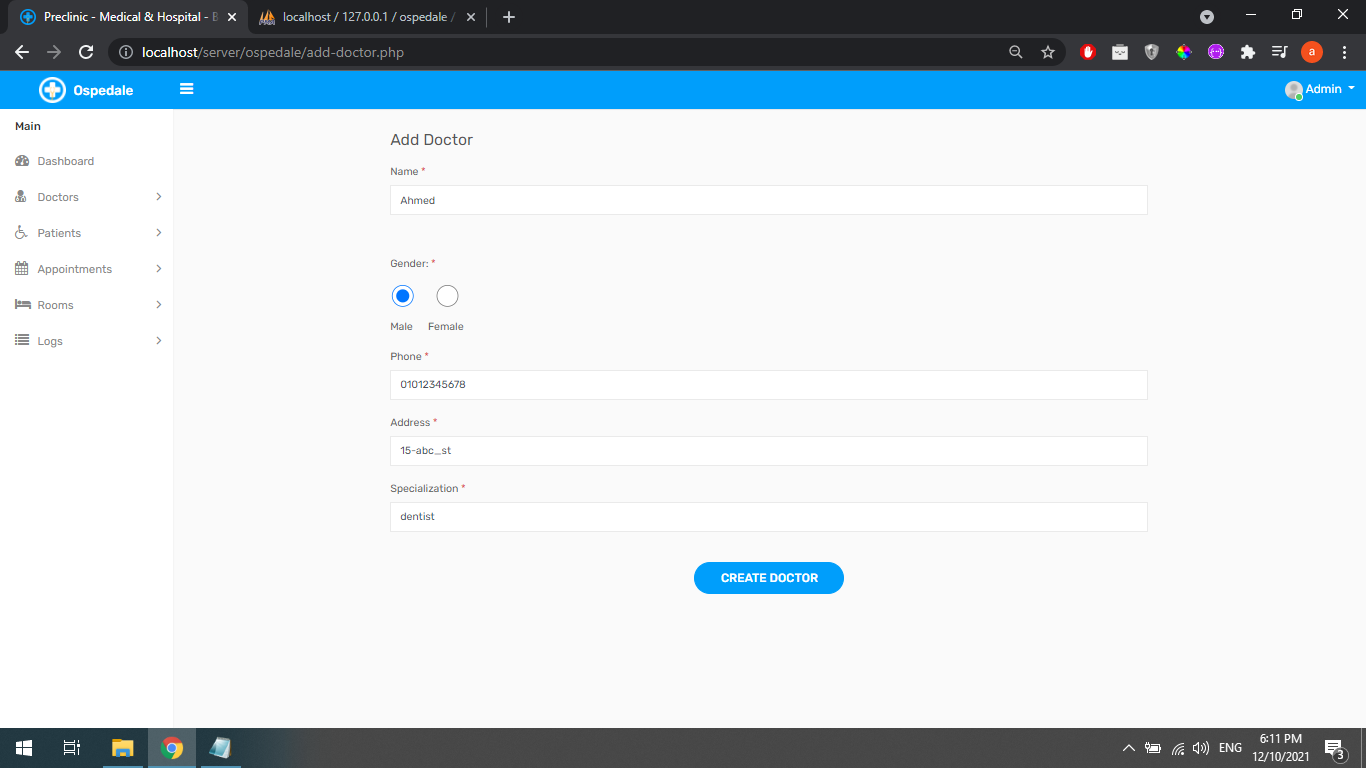 Preclinic - Medical & Hospital - B
localhost / 127.0.0.1 / ospedale /
localhost/server/ospedale/add-doctor.php
a
Ospedale
Admin
Main
Dashboard
Doctors
Patients
Appointments
Rooms
Logs
Add Doctor
Name *
Ahmed
Gender: *
Male Female
Phone *
01012345678
Address *
15-abc_st
Specialization *
dentist
CREATE DOCTOR
ENG
6:11 PM
12/10/2021
3